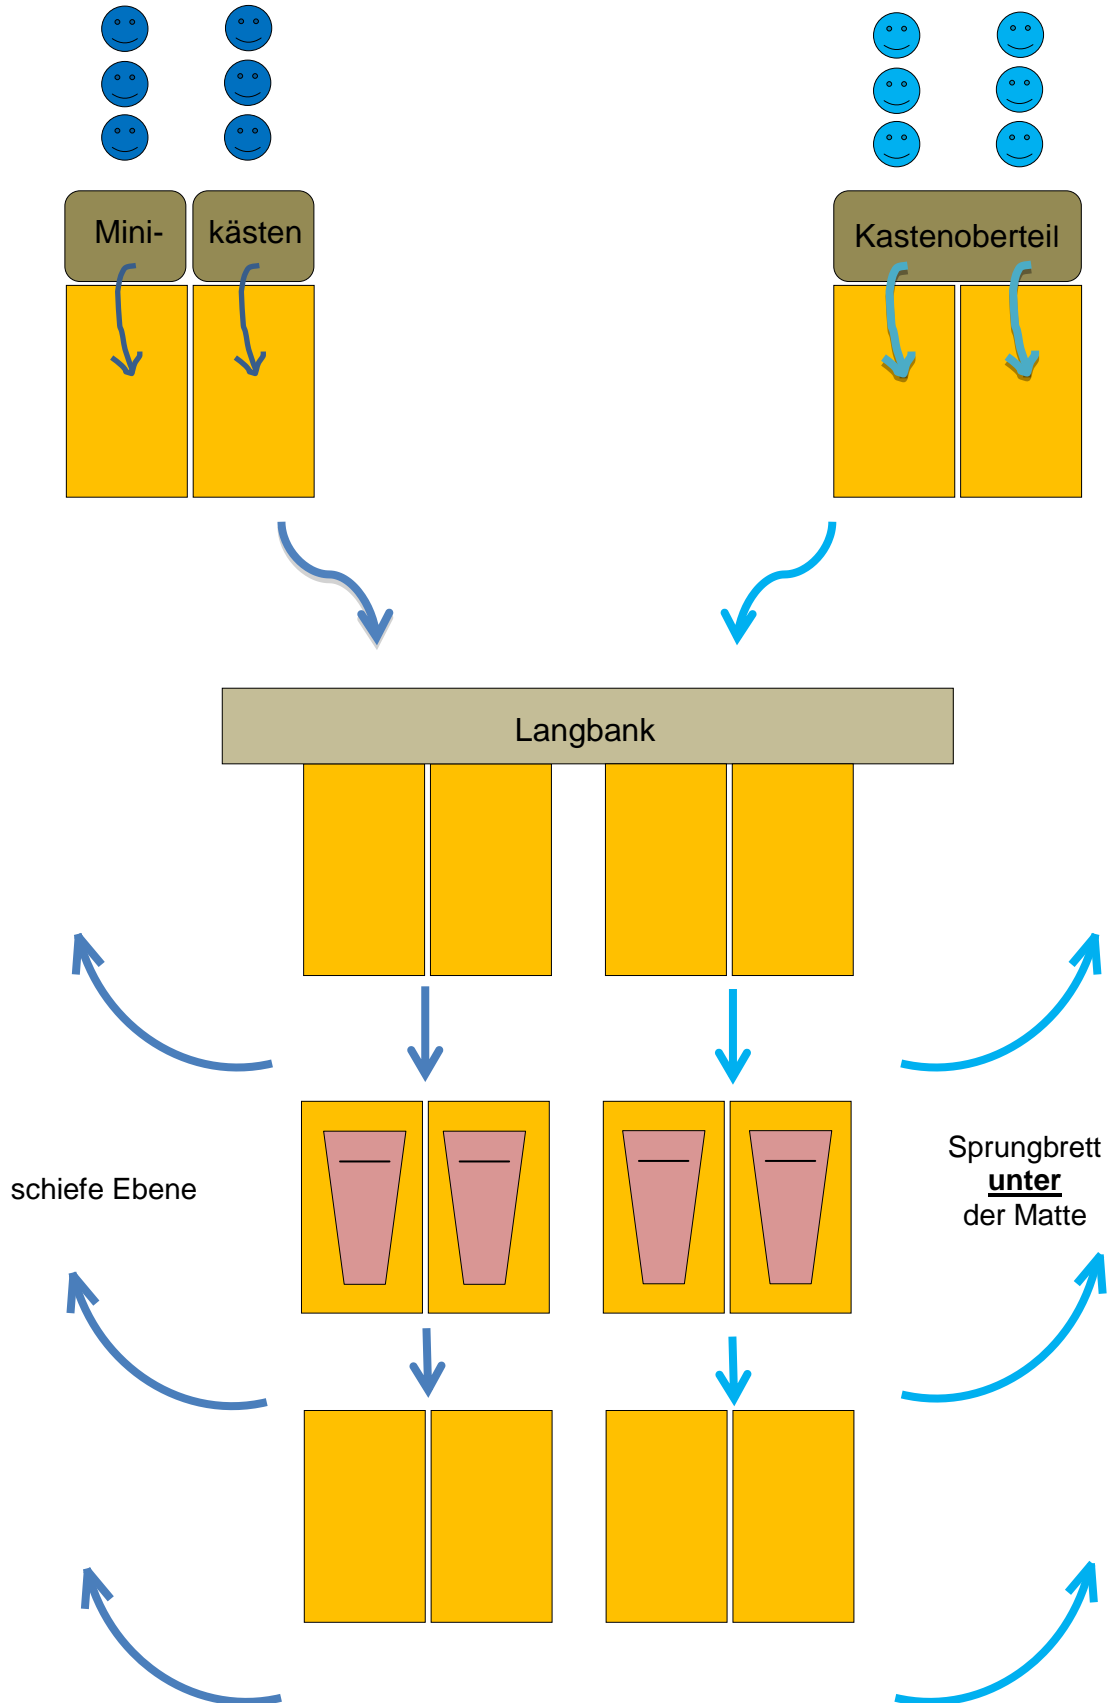 Mini- kästen
Kastenoberteil
Langbank
schiefe Ebene
Sprungbrett
unter
der Matte